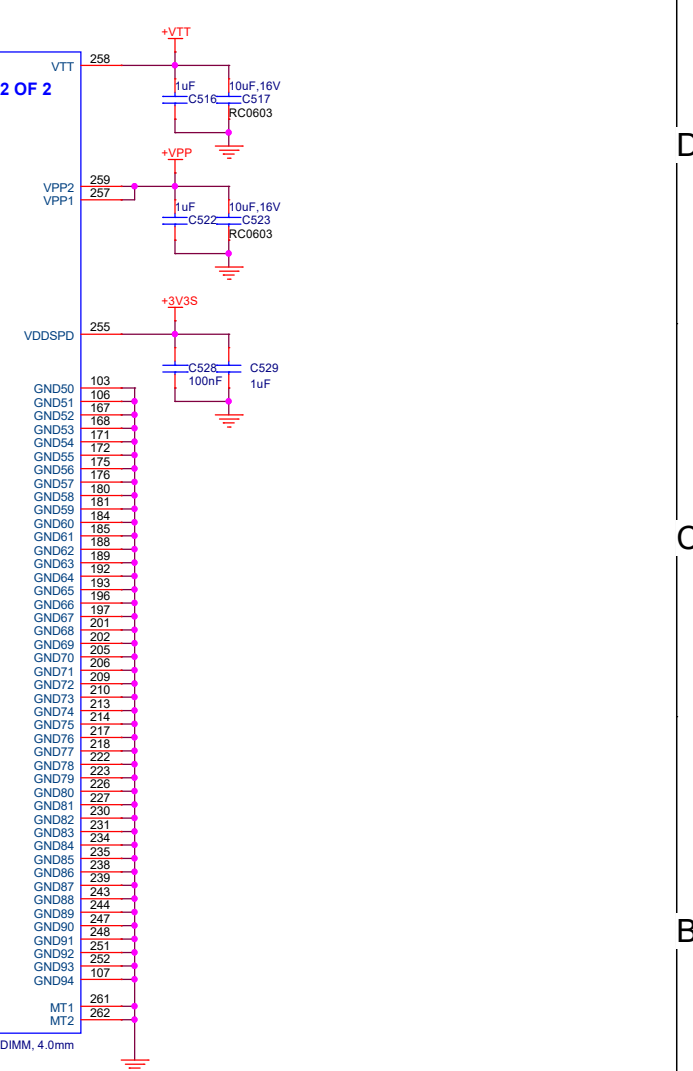 +VTT
VTT 258
2 OF 2
1uF 10uF,16V
C516 C517
RC0603
D
+VPP
VPP2 259
VPP1 257
1uF 10uF,16V
C522 C523
RC0603
+3V3S
VDDSPD 255
C528 C529
100nF 1uF
GND50 103
GND51 106
GND52 167
GND53 168
GND54 171
GND55 172
GND56 175
GND57 176
GND58 180
GND59 181
GND60 184
GND61 185
GND62 188
GND63 189
GND64 192
GND65 193
GND66 196
GND67 197
GND68 201
GND69 202
GND70 205
GND71 206
GND72 209
GND73 210
GND74 213
GND75 214
GND76 217
GND77 218
GND78 222
GND79 223
GND80 226
GND81 227
GND82 230
GND83 231
GND84 234
GND85 235
GND86 238
GND87 239
GND88 243
GND89 244
GND90 247
GND91 248
GND92 251
GND93 252
GND94 107
C
B
MT1 261
MT2 262
DIMM, 4.0mm